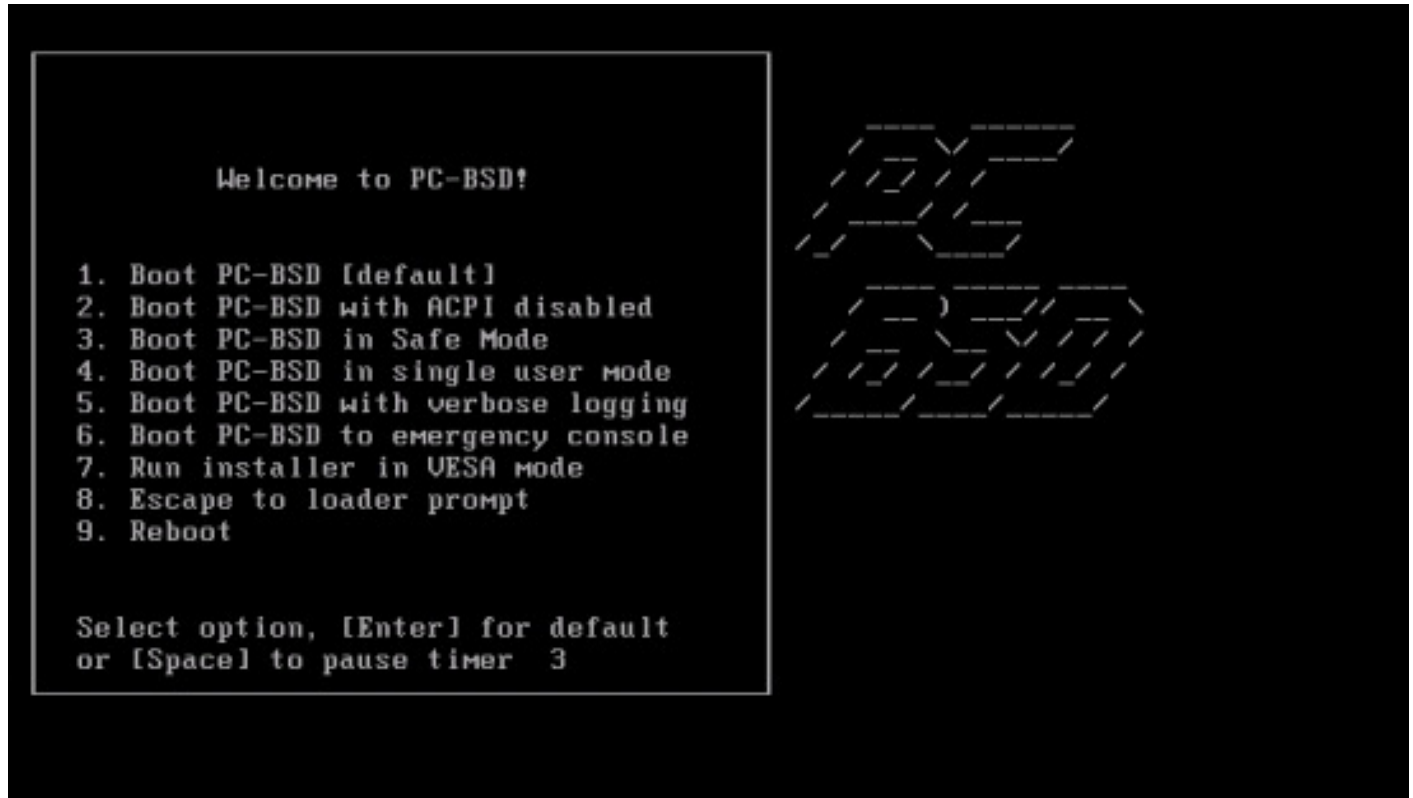 Welcome to PC-BSD!
1. Boot PC-BSD [default]
2. Boot PC-BSD with ACPI disabled
3. Boot PC-BSD in Safe Mode
4. Boot PC-BSD in single user mode
5. Boot PC-BSD with verbose logging
6. Boot PC-BSD to emergency console
7. Run installer in VESA mode
8. Escape to loader prompt
9. Reboot
Select option, [Enter] for default
or [Space] to pause timer  3
PC
BSD